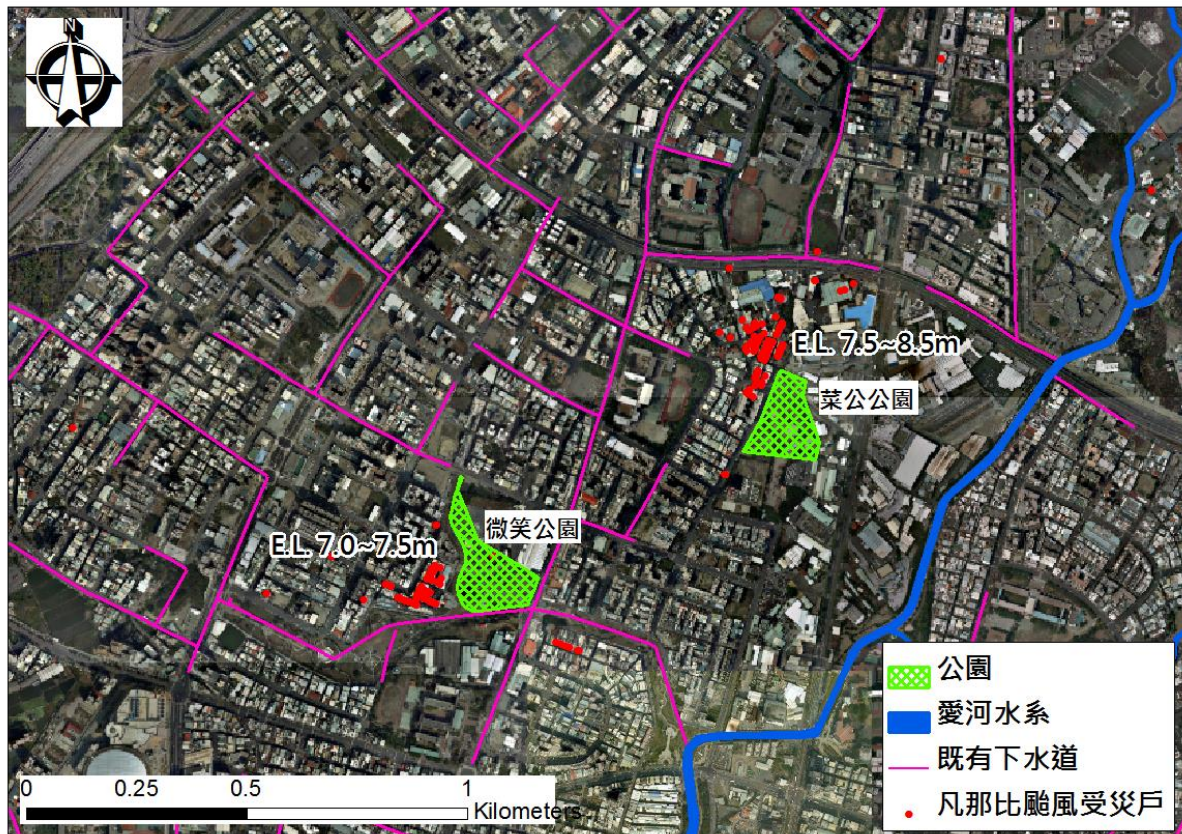 N
E.L. 7.5~8.5m
菜公公園
微笑公園
E.L. 7.0~7.5m
公園
愛河水系
既有下水道
凡那比颱風受災戶
0 0.25 0.5 1
Kilometers